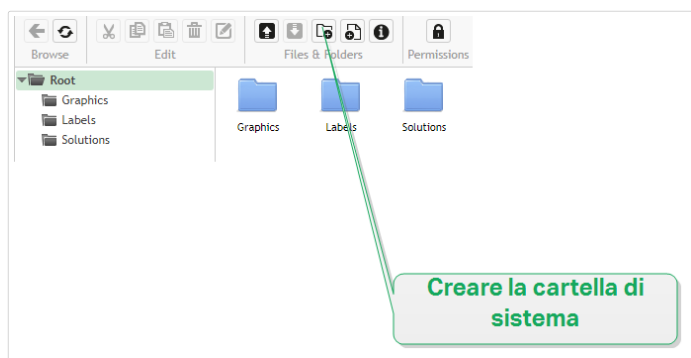 Browse Edit Files & Folders Permissions
Root
Graphics
Labels
Solutions
Graphics Labels Solutions
Creare la cartella di
sistema